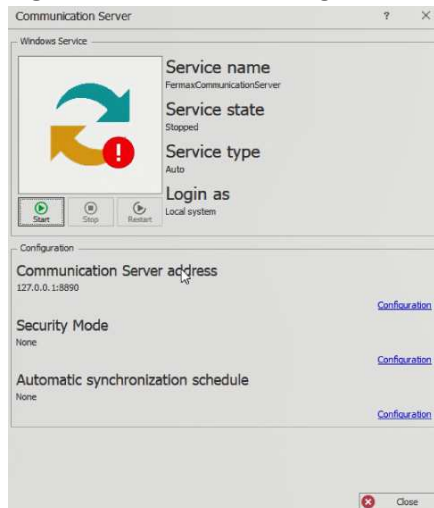 Communication Server ? ×
Windows Service
Service name
FermaxCommunicationServer
Service state
Stopped
Service type
Auto
Login as
Local system
Start Stop Restart
Configuration
Communication Server address
127.0.0.1:8890
Configuration
Security Mode
None
Configuration
Automatic synchronization schedule
None
Configuration
Close